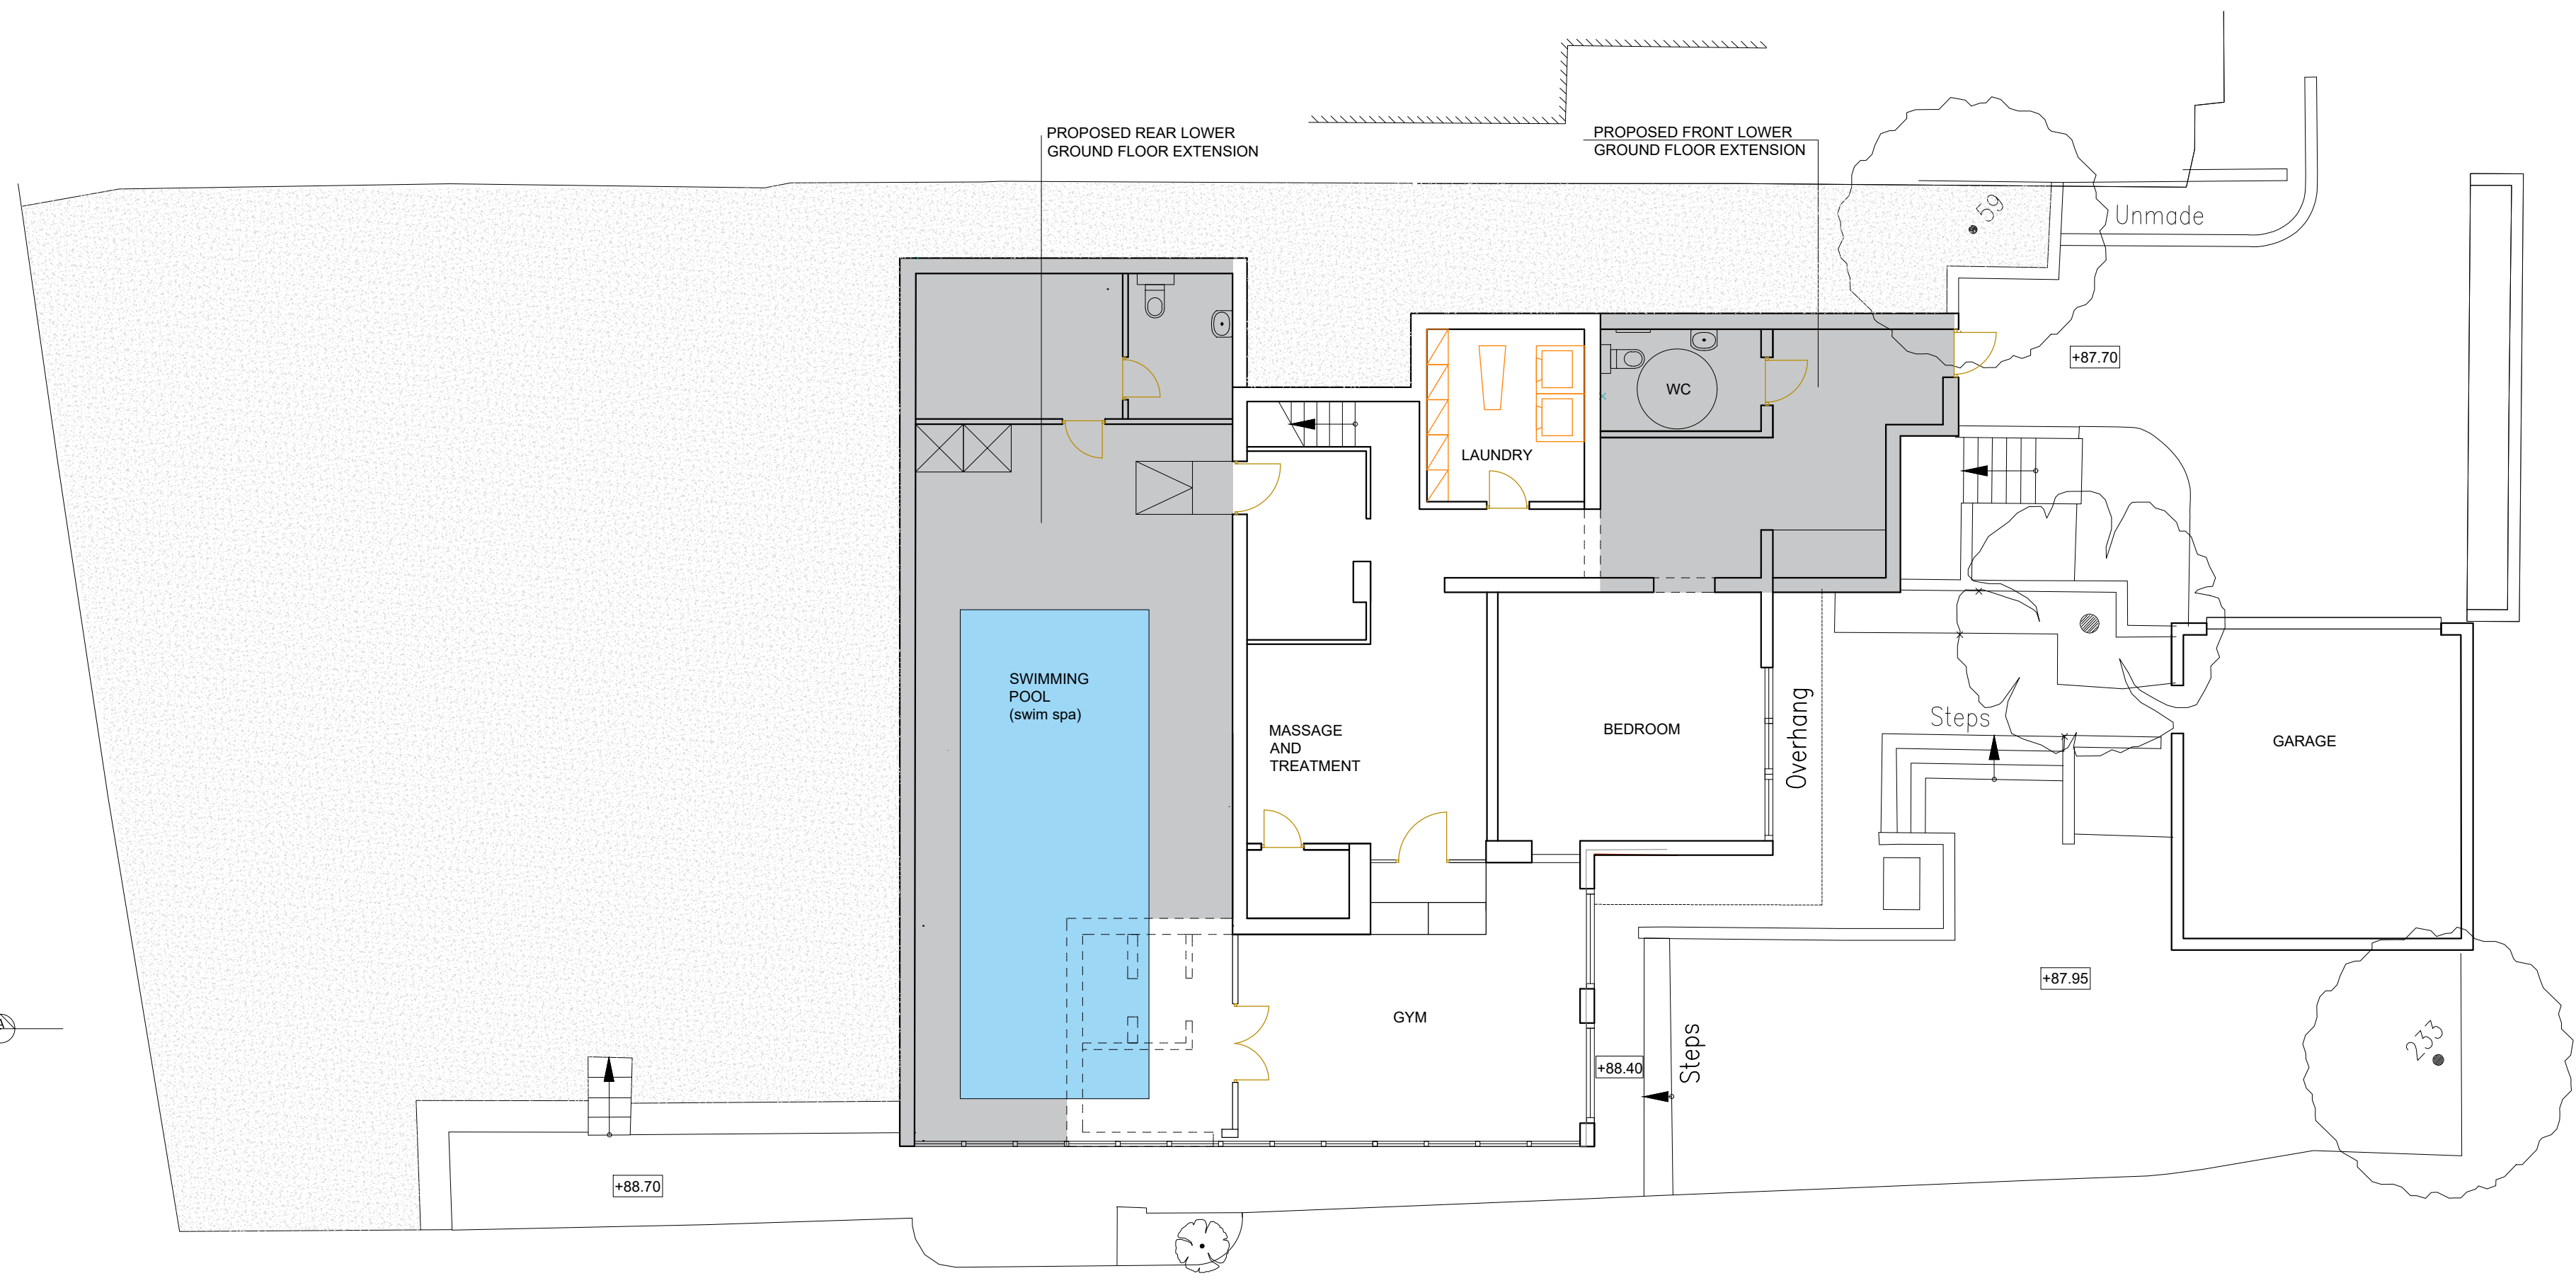 PROPOSED REAR LOWER
GROUND FLOOR EXTENSION
PROPOSED FRONT LOWER
GROUND FLOOR EXTENSION
59
Unmade
+87.70
WC
LAUNDRY
SWIMMING
POOL
(swim spa)
MASSAGE
AND
TREATMENT
BEDROOM
Overhang
Steps
GARAGE
+87.95
GYM
+88.40
Steps
233
+88.70